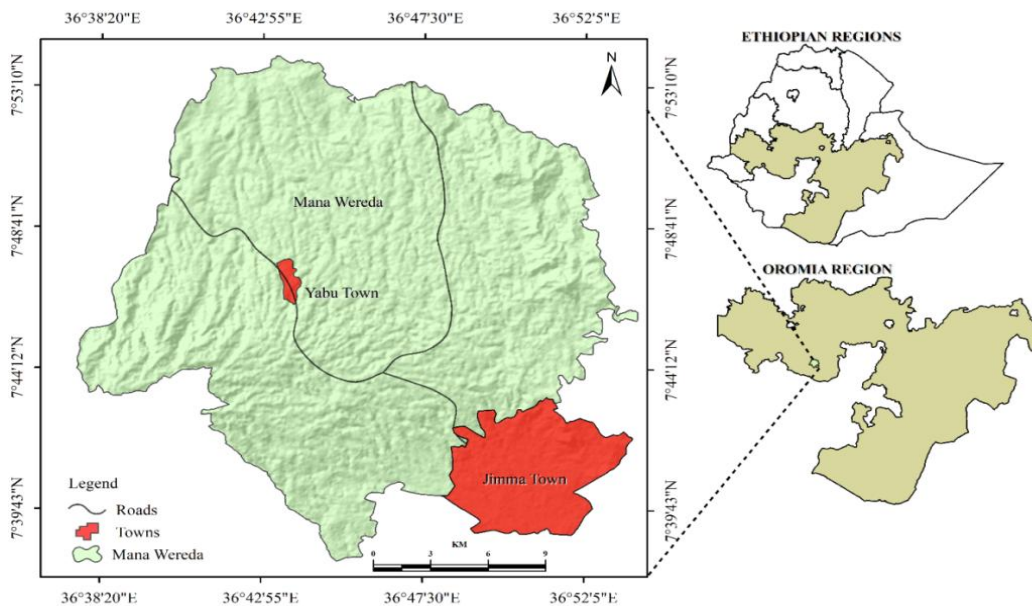 36°38'20"E 36°42'55"E 36°47'30"E 36°52'5"E
7°53'10"N
7°48'41"N
7°44'12"N
7°39'43"N
N
Mana Wereda
Yabu Town
Jimma Town
Legend
Roads
Towns
Mana Wereda
KM
0 3 6 9
36°38'20"E 36°42'55"E 36°47'30"E 36°52'5"E
7°53'10"N
7°48'41"N
7°44'12"N
7°39'43"N
ETHIOPIAN REGIONS
OROMIA REGION